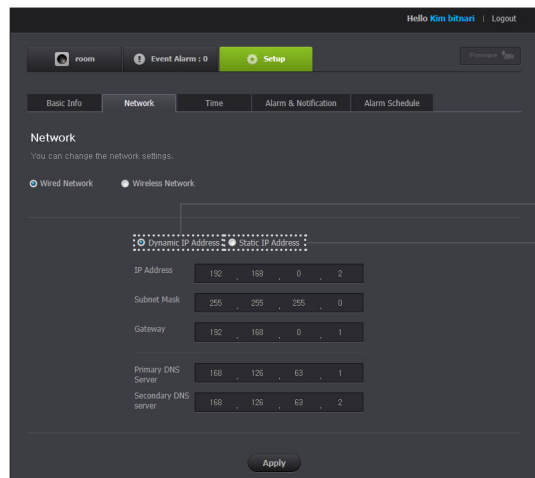 Hello Kim bitnari | Logout
room
Event Alarm : 0
Setup
Basic Info
Network
Time
Alarm & Notification
Alarm Schedule
Network
You can change the network settings.
Wired Network
Wireless Network
Dynamic IP Address
Static IP Address
IP Address 192 . 168 . 0 . 2
Subnet Mask 255 . 255 . 255 . 0
Gateway 192 . 168 . 0 . 1
Primary DNS
Server 168 . 126 . 63 . 1
Secondary DNS
server 168 . 126 . 63 . 2
Apply